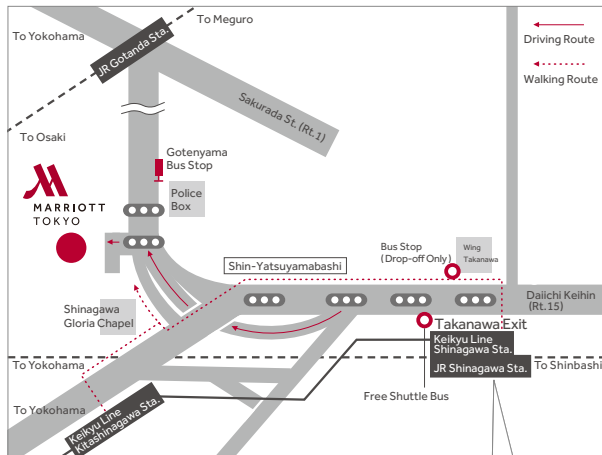 To Meguro
To Yokohama
JR Gotanda Sta.
Driving Route
Walking Route
Sakurada St. (Rt.1)
To Osaki
Gotenyama
Bus Stop
MARRIOTT
TOKYO
Police
Box
Bus Stop
(Drop-off Only)
Wing
Takanawa
Shin-Yatsuyamabashi
Shinagawa
Gloria Chapel
Daiichi Keihin
(Rt.15)
Takanawa Exit
Keikyu Line
Shinagawa Sta.
JR Shinagawa Sta.
To Yokohama
To Shinbashi
To Yokohama
Keikyu Line
Kitashinagawa Sta.
Free Shuttle Bus